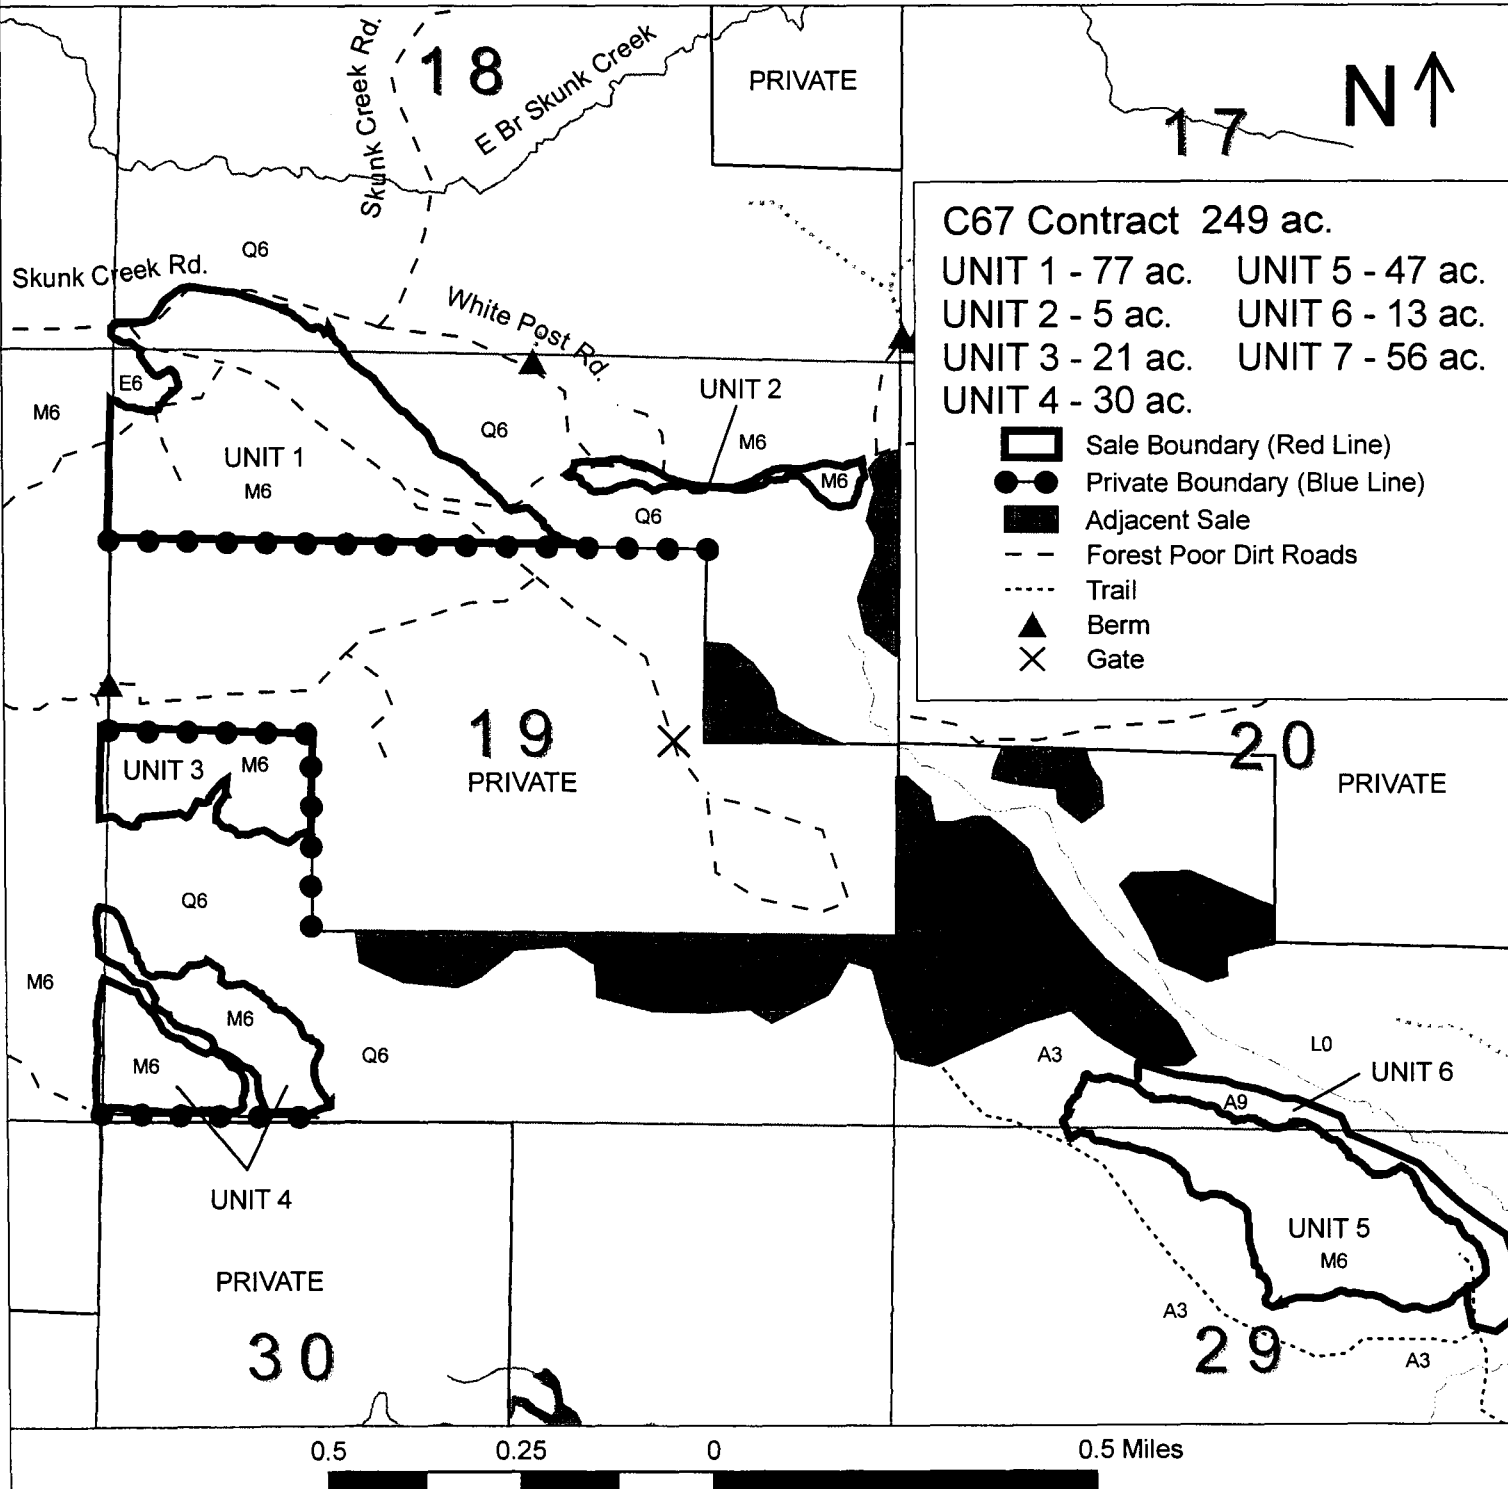 18
Skunk Creek Rd.
E Br Skunk Creek
PRIVATE
17
N
C67 Contract 249 ac.
UNIT 1 - 77 ac. UNIT 5 - 47 ac.
UNIT 2 - 5 ac. UNIT 6 - 13 ac.
UNIT 3 - 21 ac. UNIT 7 - 56 ac.
UNIT 4 - 30 ac.
Sale Boundary (Red Line)
Private Boundary (Blue Line)
Adjacent Sale
Forest Poor Dirt Roads
Trail
Berm
Gate
Q6
Skunk Creek Rd.
White Post Rd.
E6
M6
UNIT 2
M6
Q6
UNIT 1
M6
M6
Q6
19
PRIVATE
20
PRIVATE
UNIT 3
M6
Q6
M6
M6
M6
Q6
A3
L0
UNIT 6
A9
UNIT 4
UNIT 5
M6
PRIVATE
30
A3
29
A3
0.5 0.25 0 0.5 Miles